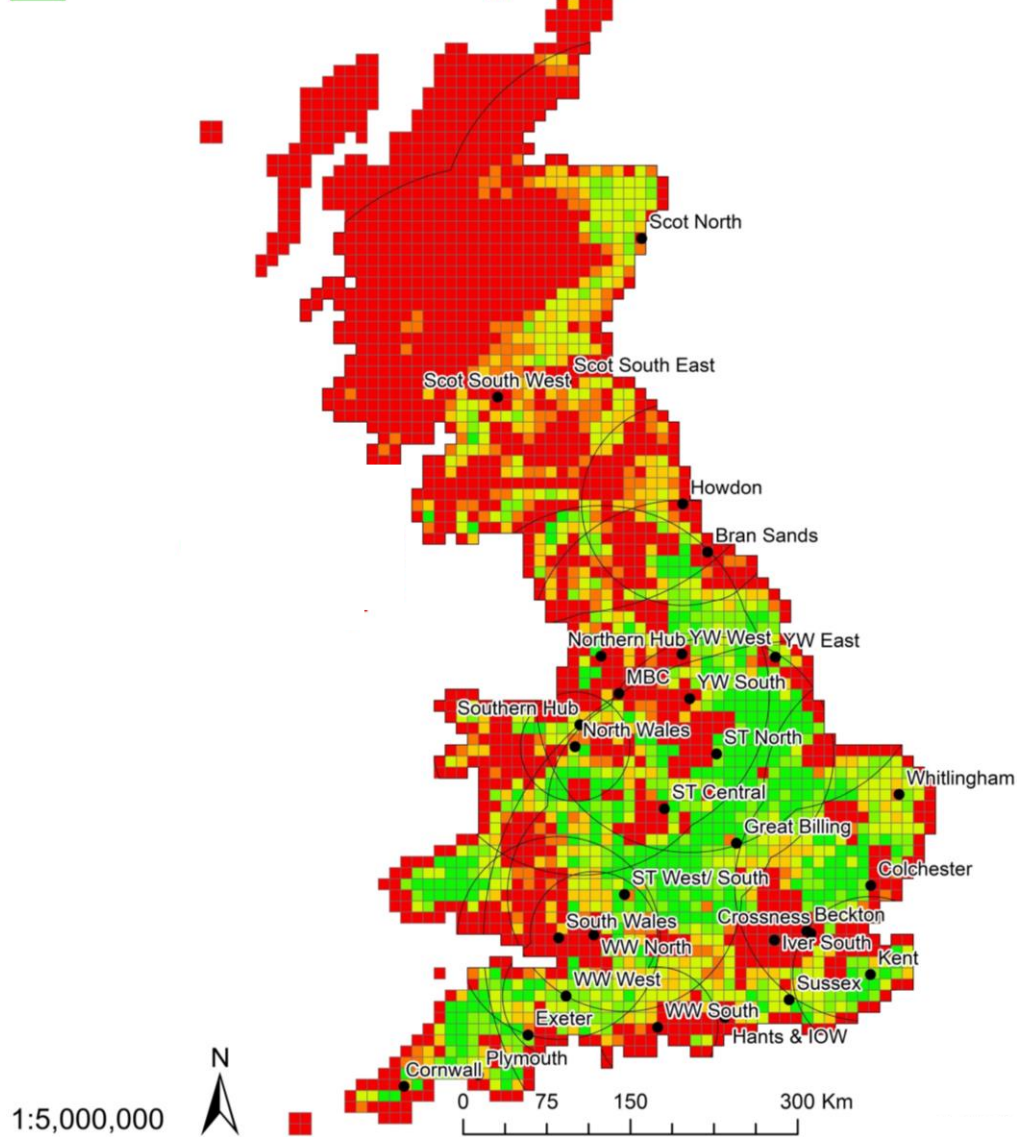 Scot North
Scot South East
Scot South West
Howdon
Bran Sands
Northern Hub
YW West
YW East
MBC
YW South
Southern Hub
North Wales
ST North
Whitlingham
ST Central
Great Billing
Colchester
ST West/ South
Crossness
Beckton
South Wales
Iver South
WW North
Kent
WW West
Sussex
WW South
Exeter
Hants & IOW
Plymouth
Cornwall
N
0 75 150 300 Km
1:5,000,000